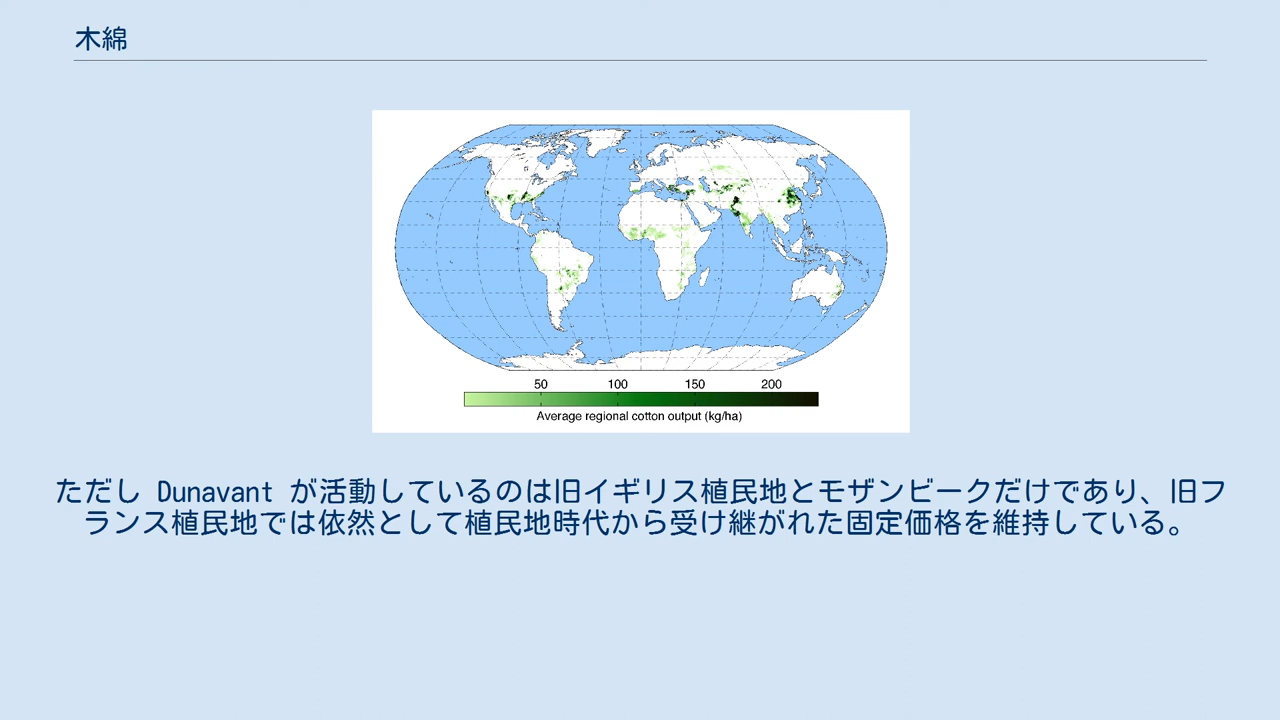 木綿
50 100 150 200
Average regional cotton output (kg/ha)
ただし Dunavant が活動しているのは旧イギリス植民地とモザンビークだけであり、旧フ
ランス植民地では依然として植民地時代から受け継がれた固定価格を維持している。